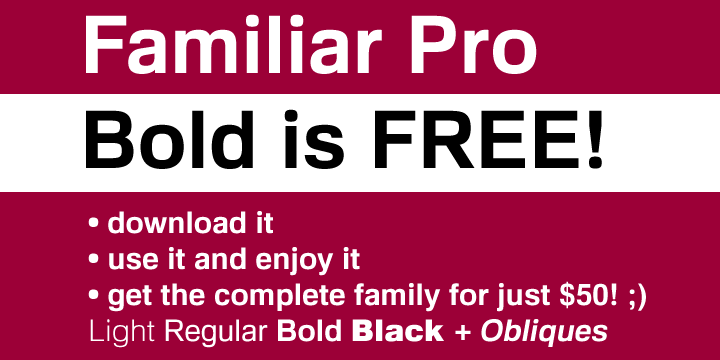 Familiar Pro
Bold is FREE!
• download it
• use it and enjoy it
• get the complete family for just $50! ;)
Light Regular Bold Black + Obliques